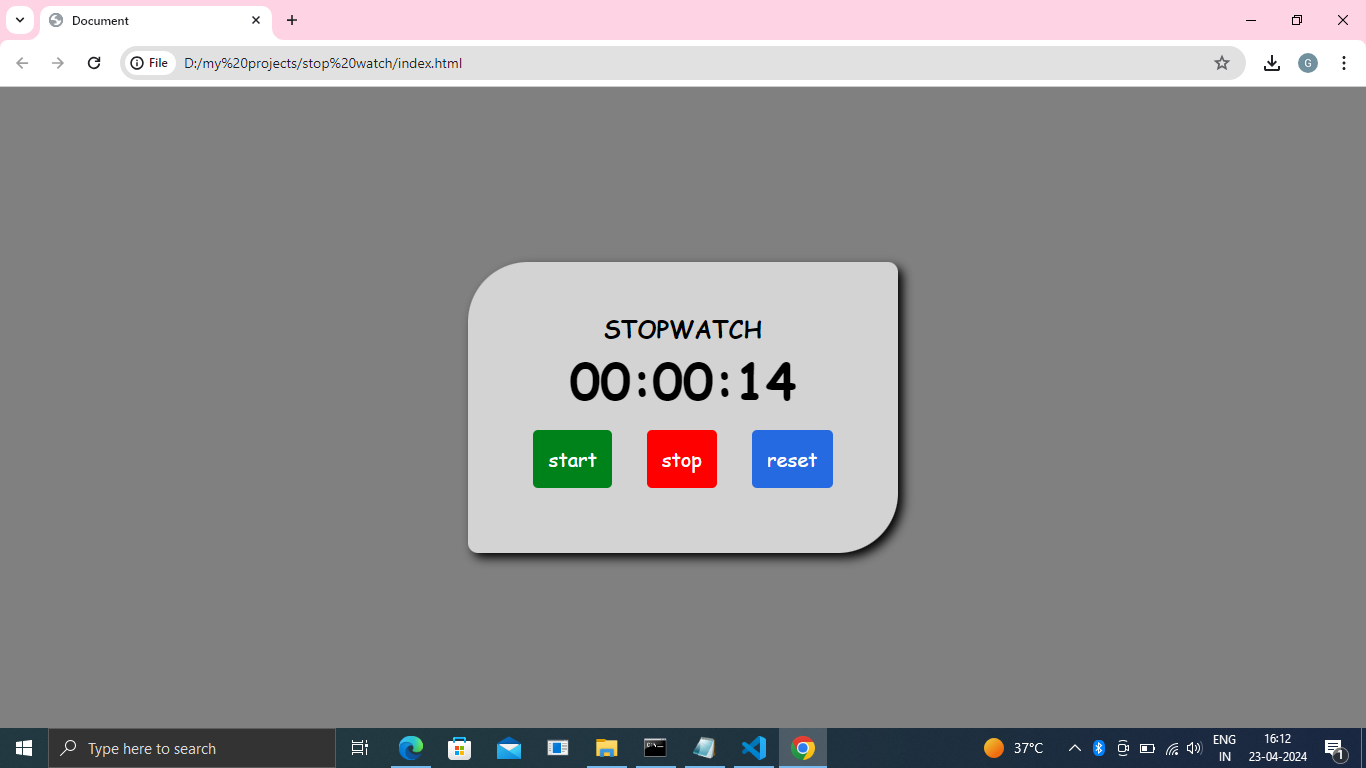 Document
File
D:/my%20projects/stop%20watch/index.html
G
STOPWATCH
00:00:14
start
stop
reset
Type here to search
37°C
ENG
IN
16:12
23-04-2024
1